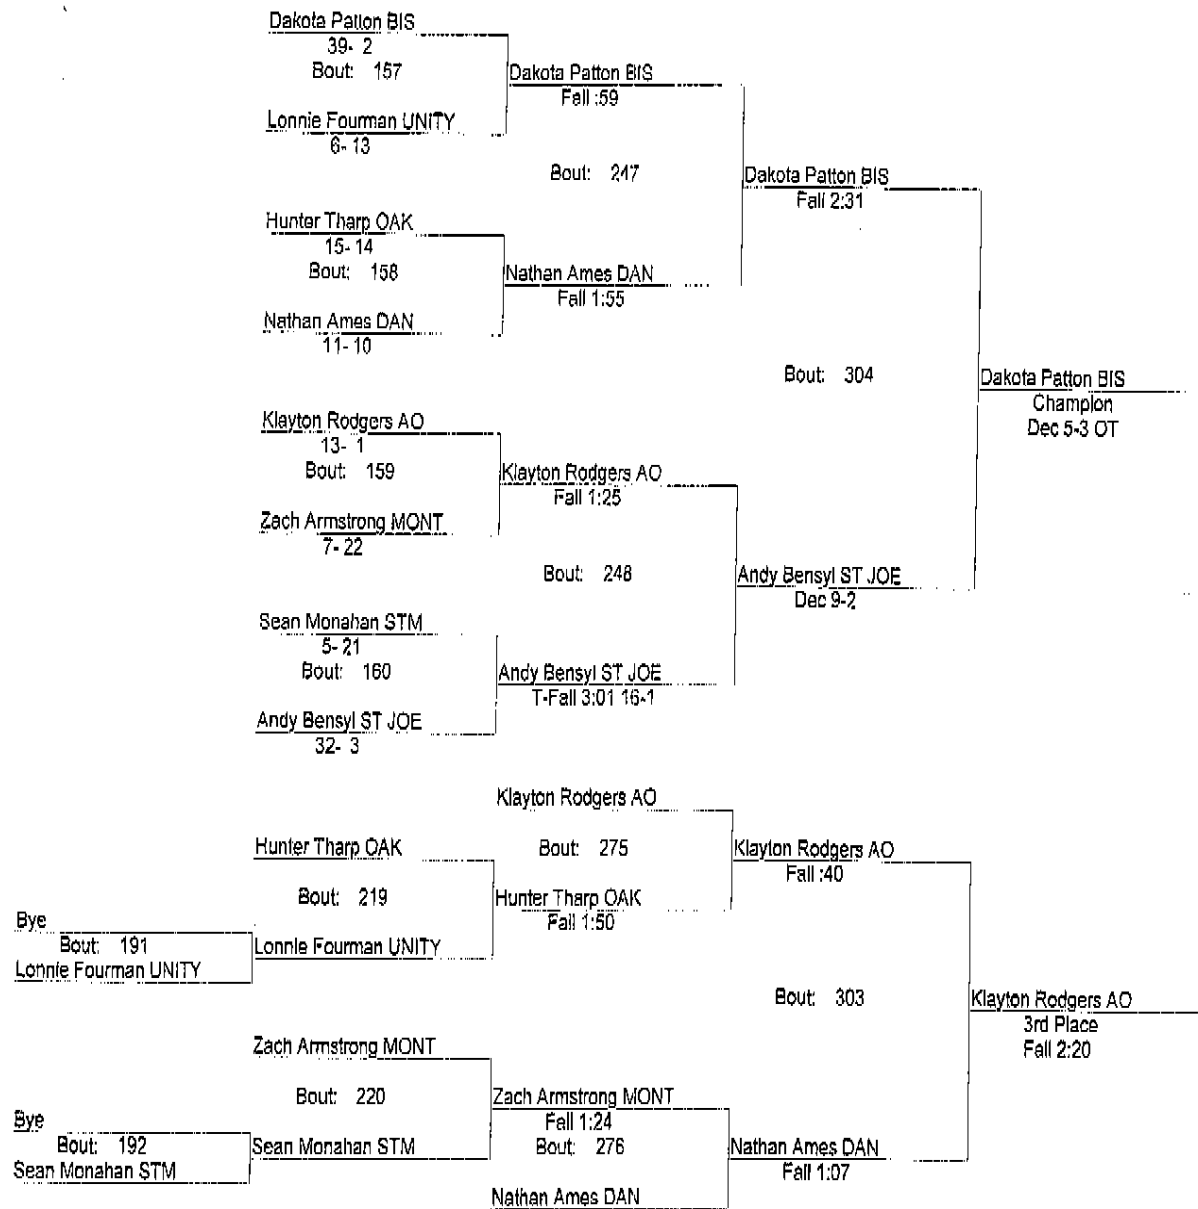 Dakota Patton BIS
39- 2
Bout: 157
Dakota Patton BIS
Fall :59
Lonnie Fourman UNITY
6- 13
Bout: 247
Dakota Patton BIS
Fall 2:31
Hunter Tharp OAK
15- 14
Bout: 158
Nathan Ames DAN
Fall 1:55
Nathan Ames DAN
11- 10
Bout: 304
Dakota Patton BIS
Champion
Dec 5-3 OT
Klayton Rodgers AO
13- 1
Bout: 159
Klayton Rodgers AO
Fall 1:25
Zach Armstrong MONT
7- 22
Bout: 248
Andy Bensyl ST JOE
Dec 9-2
Sean Monahan STM
5- 21
Bout: 160
Andy Bensyl ST JOE
T-Fall 3:01 16-1
Andy Bensyl ST JOE
32- 3
Klayton Rodgers AO
Hunter Tharp OAK
Bout: 275
Klayton Rodgers AO
Fall :40
Bout: 219
Hunter Tharp OAK
Fall 1:50
Bye
Bout: 191
Lonnie Fourman UNITY
Lonnie Fourman UNITY
Bout: 303
Klayton Rodgers AO
3rd Place
Fall 2:20
Zach Armstrong MONT
Bout: 220
Zach Armstrong MONT
Fall 1:24
Bye
Bout: 192
Sean Monahan STM
Sean Monahan STM
Bout: 276
Nathan Ames DAN
Fall 1:07
Nathan Ames DAN